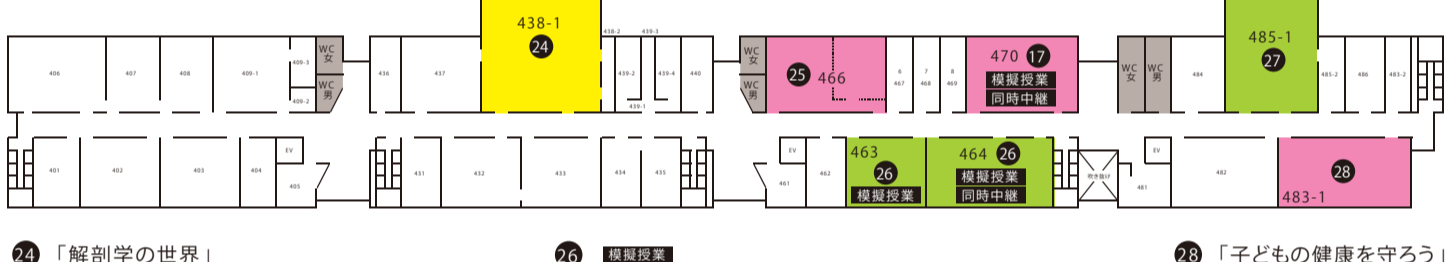 438-1
24
438-2
439-3
485-1
27
WC
女
WC
男
406
407
408
409-1
409-3
409-2
436
437
439-2
439-4
440
439-1
WC
女
WC
男
25 466
6
467
7
468
8
469
470 17
模擬授業
同時中継
WC
女
WC
男
484
485-2
486
483-2
401
402
403
404
EV
405
431
432
433
434
435
EV
461
462
463
26
模擬授業
464 26
模擬授業
同時中継
吹き抜け
EV
481
482
28
483-1
24 「解剖学の世界」
26 模擬授業
28 「子どもの健康を守ろう」